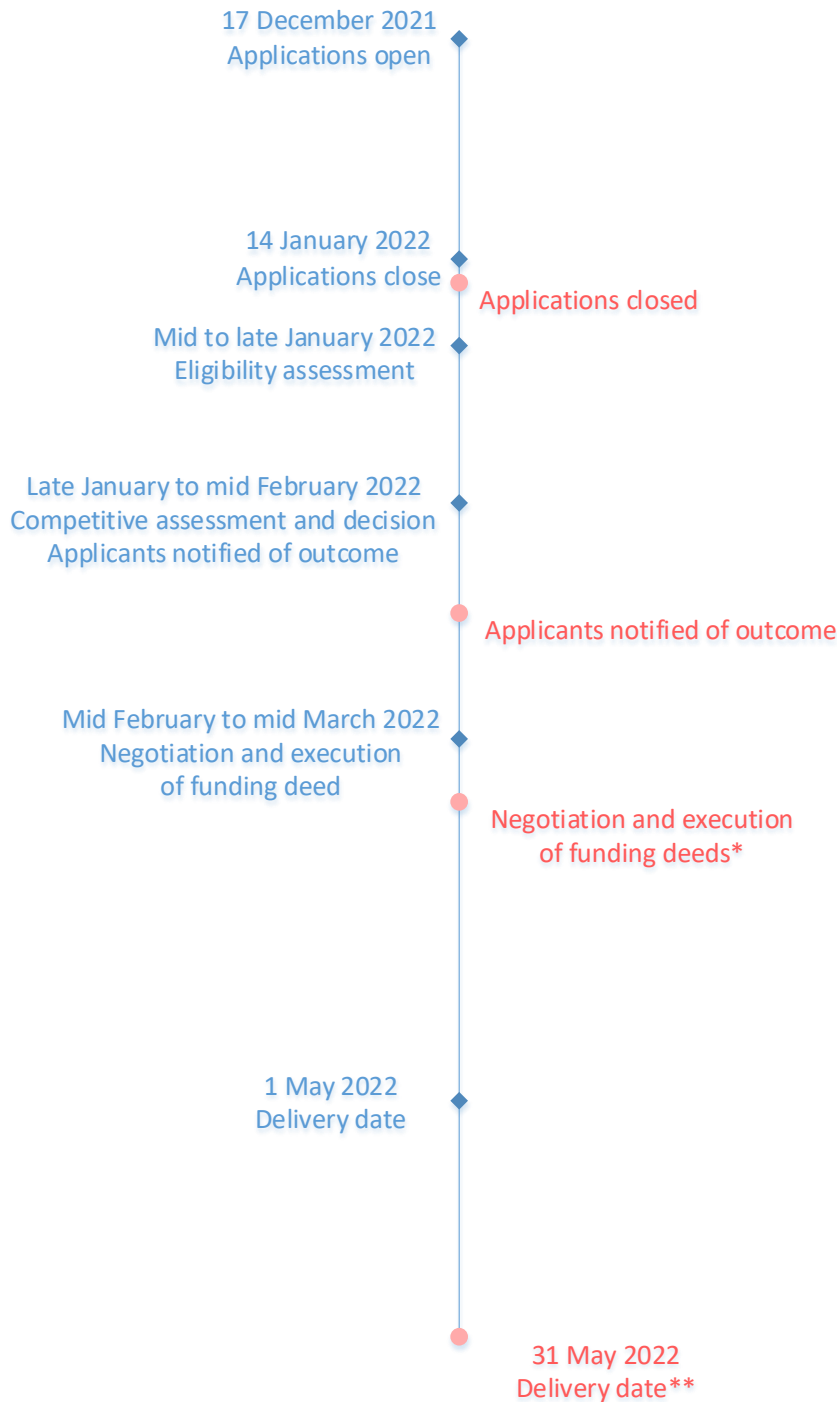 17 December 2021
Applications open
14 January 2022
Applications close
Applications closed
Mid to late January 2022
Eligibility assessment
Late January to mid February 2022
Competitive assessment and decision
Applicants notified of outcome
Applicants notified of outcome
Mid February to mid March 2022
Negotiation and execution
of funding deed
Negotiation and execution
of funding deeds*
1 May 2022
Delivery date
31 May 2022
Delivery date**